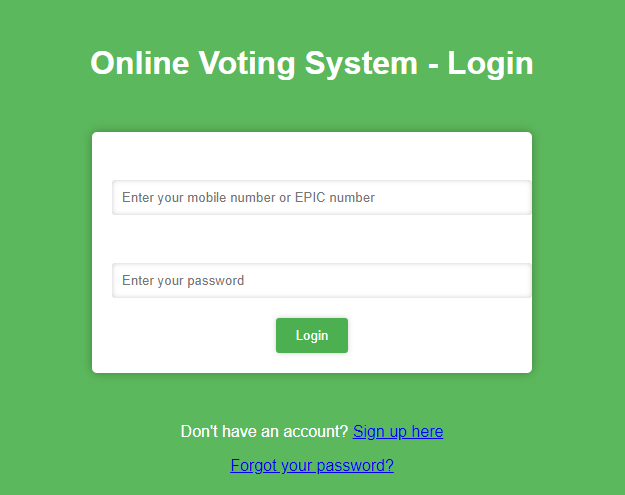 Online Voting System - Login
Enter your mobile number or EPIC number
Enter your password
Login
Don't have an account? Sign up here
Forgot your password?